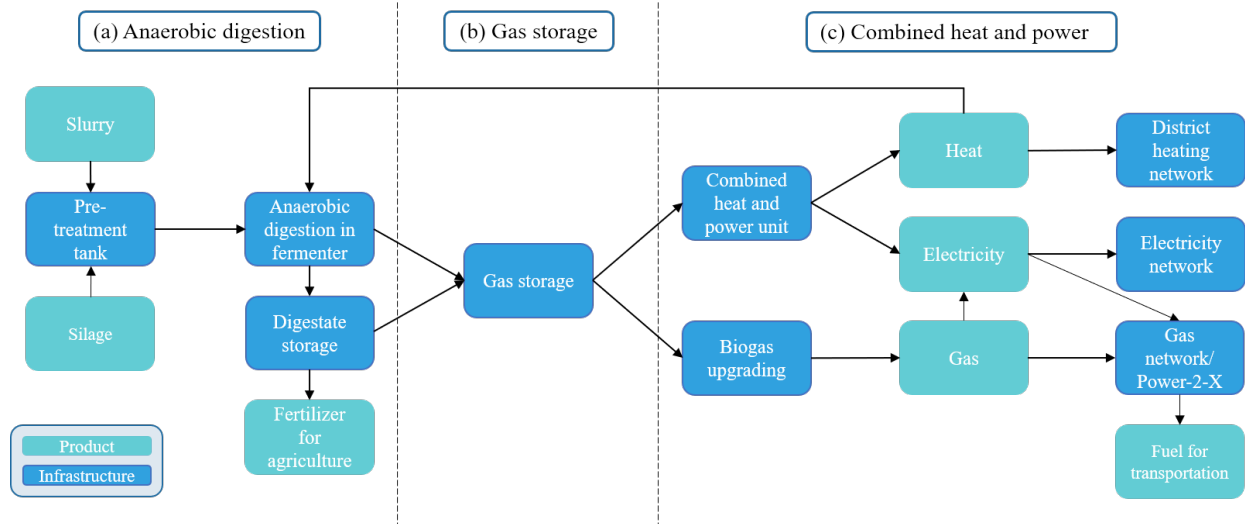 (a) Anaerobic digestion
(b) Gas storage
(c) Combined heat and power
Slurry
Pre-
treatment
tank
Silage
Product
Infrastructure
Anaerobic
digestion in
fermenter
Digestate
storage
Fertilizer
for
agriculture
Gas storage
Combined
heat and
power unit
Biogas
upgrading
Heat
Electricity
Gas
District
heating
network
Electricity
network
Gas
network/
Power-2-X
Fuel for
transportation